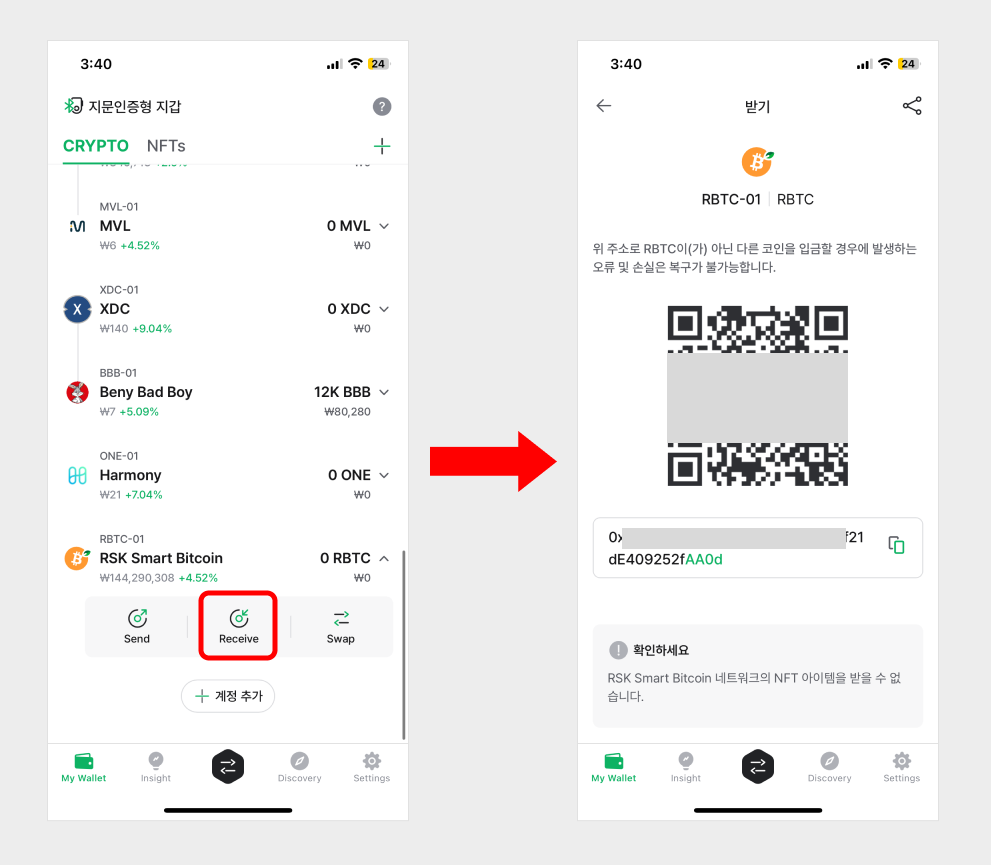 3:40
24
지문인증형 지갑
?
CRYPTO
NFTs
MVL-01
MVL
0 MVL
₩6 +4.52%
₩0
XDC-01
X
XDC
0 XDC
₩140 +9.04%
₩0
BBB-01
Beny Bad Boy
12K BBB
₩7 +5.09%
₩80,280
ONE-01
Harmony
0 ONE
₩21 +7.04%
₩0
RBTC-01
RSK Smart Bitcoin
0 RBTC
₩144,290,308 +4.52%
₩0
Send
Receive
Swap
계정 추가
My Wallet
Insight
Discovery
Settings
3:40
24
받기
RBTC-01
RBTC
위 주소로 RBTC이(가) 아닌 다른 코인을 입금할 경우에 발생하는
오류 및 손실은 복구가 불가능합니다.
0x
f21
dE409252fAA0d
확인하세요
RSK Smart Bitcoin 네트워크의 NFT 아이템을 받을 수 없
습니다.
My Wallet
Insight
Discovery
Settings